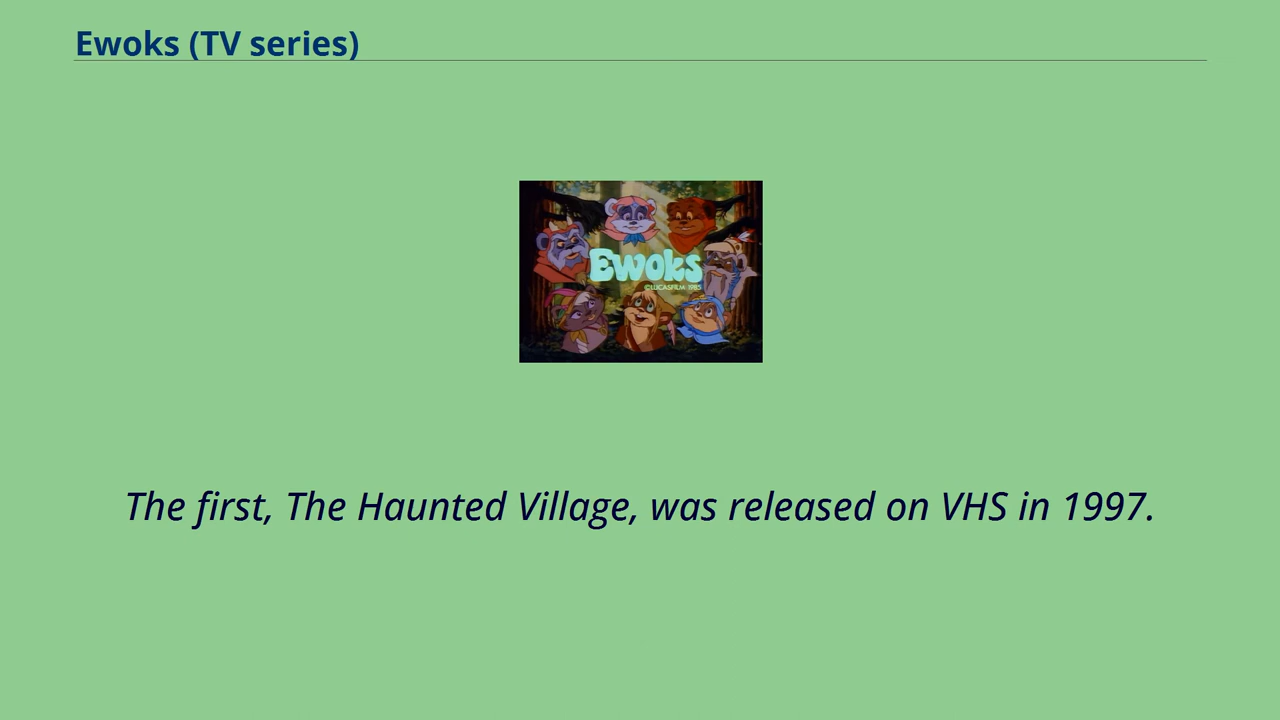 Ewoks (TV series)
Ewoks
©LUCASFILM 1985
The first, The Haunted Village, was released on VHS in 1997.